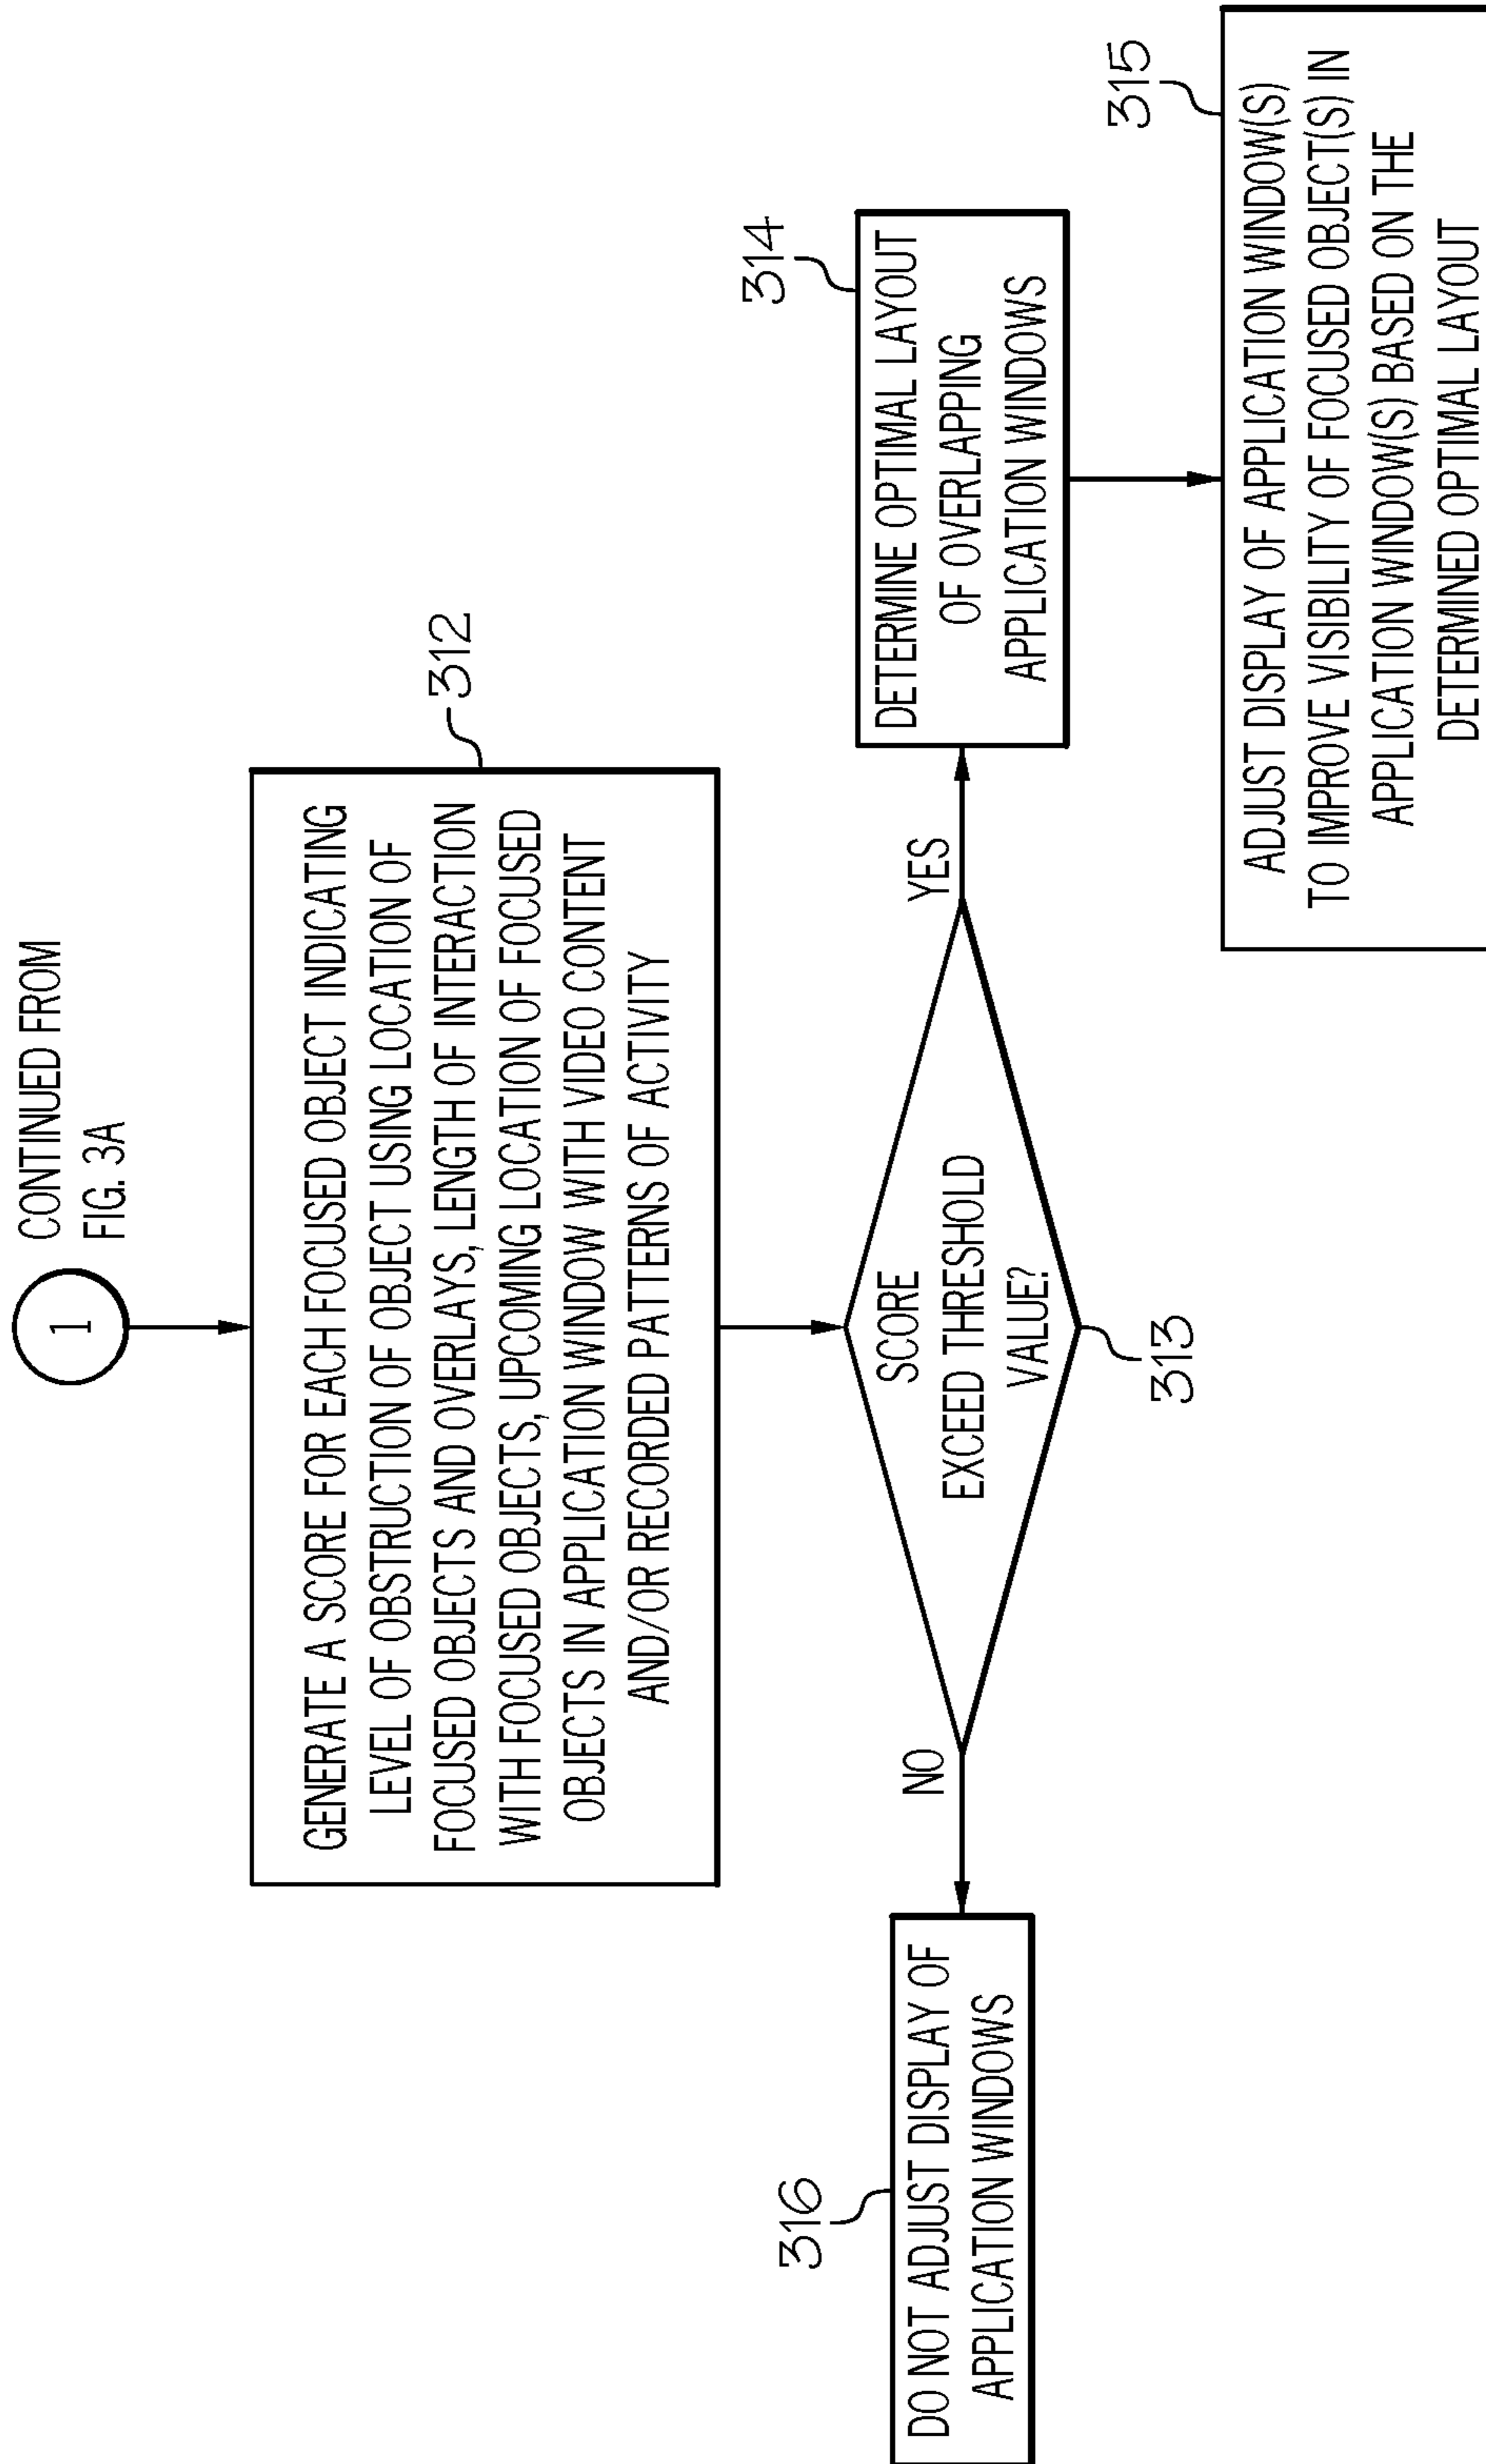 CONTINUED FROM
FIG. 3A
1
312
GENERATE A SCORE FOR EACH FOCUSED OBJECT INDICATING
LEVEL OF OBSTRUCTION OF OBJECT USING LOCATION OF
FOCUSED OBJECTS AND OVERLAYS, LENGTH OF INTERACTION
WITH FOCUSED OBJECTS, UPCOMING LOCATION OF FOCUSED
OBJECTS IN APPLICATION WINDOW WITH VIDEO CONTENT
AND/OR RECORDED PATTERNS OF ACTIVITY
SCORE
EXCEED THRESHOLD
VALUE?
313
NO
YES
316
DO NOT ADJUST DISPLAY OF
APPLICATION WINDOWS
314
DETERMINE OPTIMAL LAYOUT
OF OVERLAPPING
APPLICATION WINDOWS
315
ADJUST DISPLAY OF APPLICATION WINDOW(S)
TO IMPROVE VISIBILITY OF FOCUSED OBJECT(S) IN
APPLICATION WINDOW(S) BASED ON THE
DETERMINED OPTIMAL LAYOUT